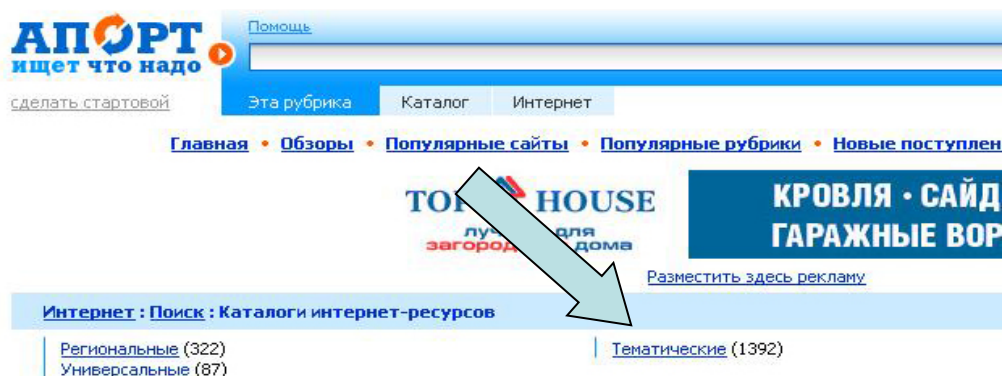 АПОРТ
ищет что надо
Помощь
сделать стартовой
Эта рубрика Каталог Интернет
Главная • Обзоры • Популярные сайты • Популярные рубрики • Новые
TOP HOUSE
для
дома
КРОВЛЯ · САЙД
ГАРАЖНЫЕ ВОР
Разместить здесь рекламу
Интернет : Поиск : Каталоги интернет-ресурсов
Региональные (322) Тематические (1392)
Универсальные (87)